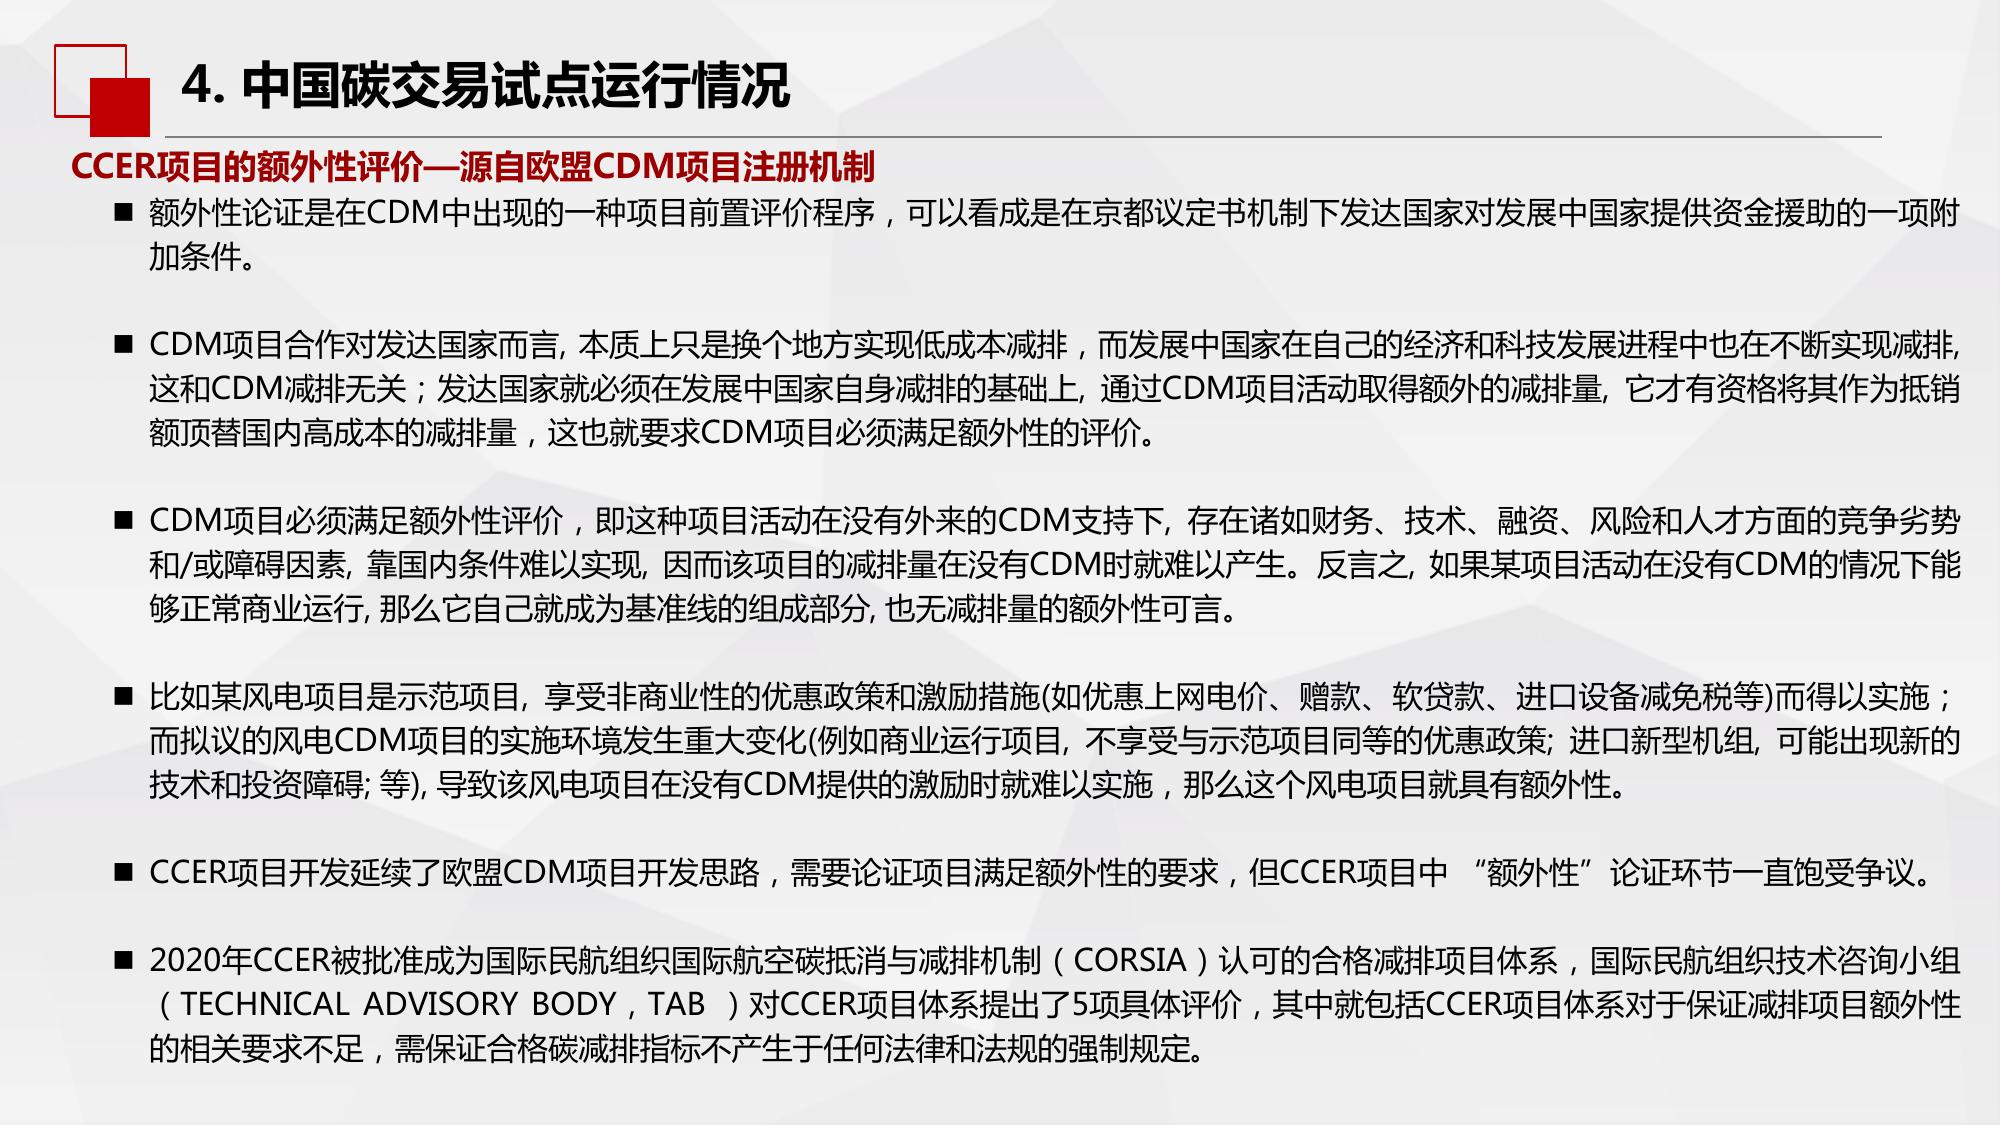 4. 中国碳交易试点运行情况
CCER项目的额外性评价—源自欧盟CDM项目注册机制
■ 额外性论证是在CDM中出现的一种项目前置评价程序，可以看成是在京都议定书机制下发达国家对发展中国家提供资金援助的一项附
加条件。
■ CDM项目合作对发达国家而言, 本质上只是换个地方实现低成本减排，而发展中国家在自己的经济和科技发展进程中也在不断实现减排,
这和CDM减排无关；发达国家就必须在发展中国家自身减排的基础上, 通过CDM项目活动取得额外的减排量, 它才有资格将其作为抵销
额顶替国内高成本的减排量，这也就要求CDM项目必须满足额外性的评价。
■ CDM项目必须满足额外性评价，即这种项目活动在没有外来的CDM支持下, 存在诸如财务、技术、融资、风险和人才方面的竞争劣势
和/或障碍因素, 靠国内条件难以实现, 因而该项目的减排量在没有CDM时就难以产生。反言之, 如果某项目活动在没有CDM的情况下能
够正常商业运行, 那么它自己就成为基准线的组成部分, 也无减排量的额外性可言。
■ 比如某风电项目是示范项目, 享受非商业性的优惠政策和激励措施(如优惠上网电价、赠款、软贷款、进口设备减免税等)而得以实施；
而拟议的风电CDM项目的实施环境发生重大变化(例如商业运行项目, 不享受与示范项目同等的优惠政策; 进口新型机组, 可能出现新的
技术和投资障碍; 等), 导致该风电项目在没有CDM提供的激励时就难以实施，那么这个风电项目就具有额外性。
■ CCER项目开发延续了欧盟CDM项目开发思路，需要论证项目满足额外性的要求，但CCER项目中 “额外性”论证环节一直饱受争议。
■ 2020年CCER被批准成为国际民航组织国际航空碳抵消与减排机制（CORSIA）认可的合格减排项目体系，国际民航组织技术咨询小组
（TECHNICAL ADVISORY BODY，TAB ）对CCER项目体系提出了5项具体评价，其中就包括CCER项目体系对于保证减排项目额外性
的相关要求不足，需保证合格碳减排指标不产生于任何法律和法规的强制规定。